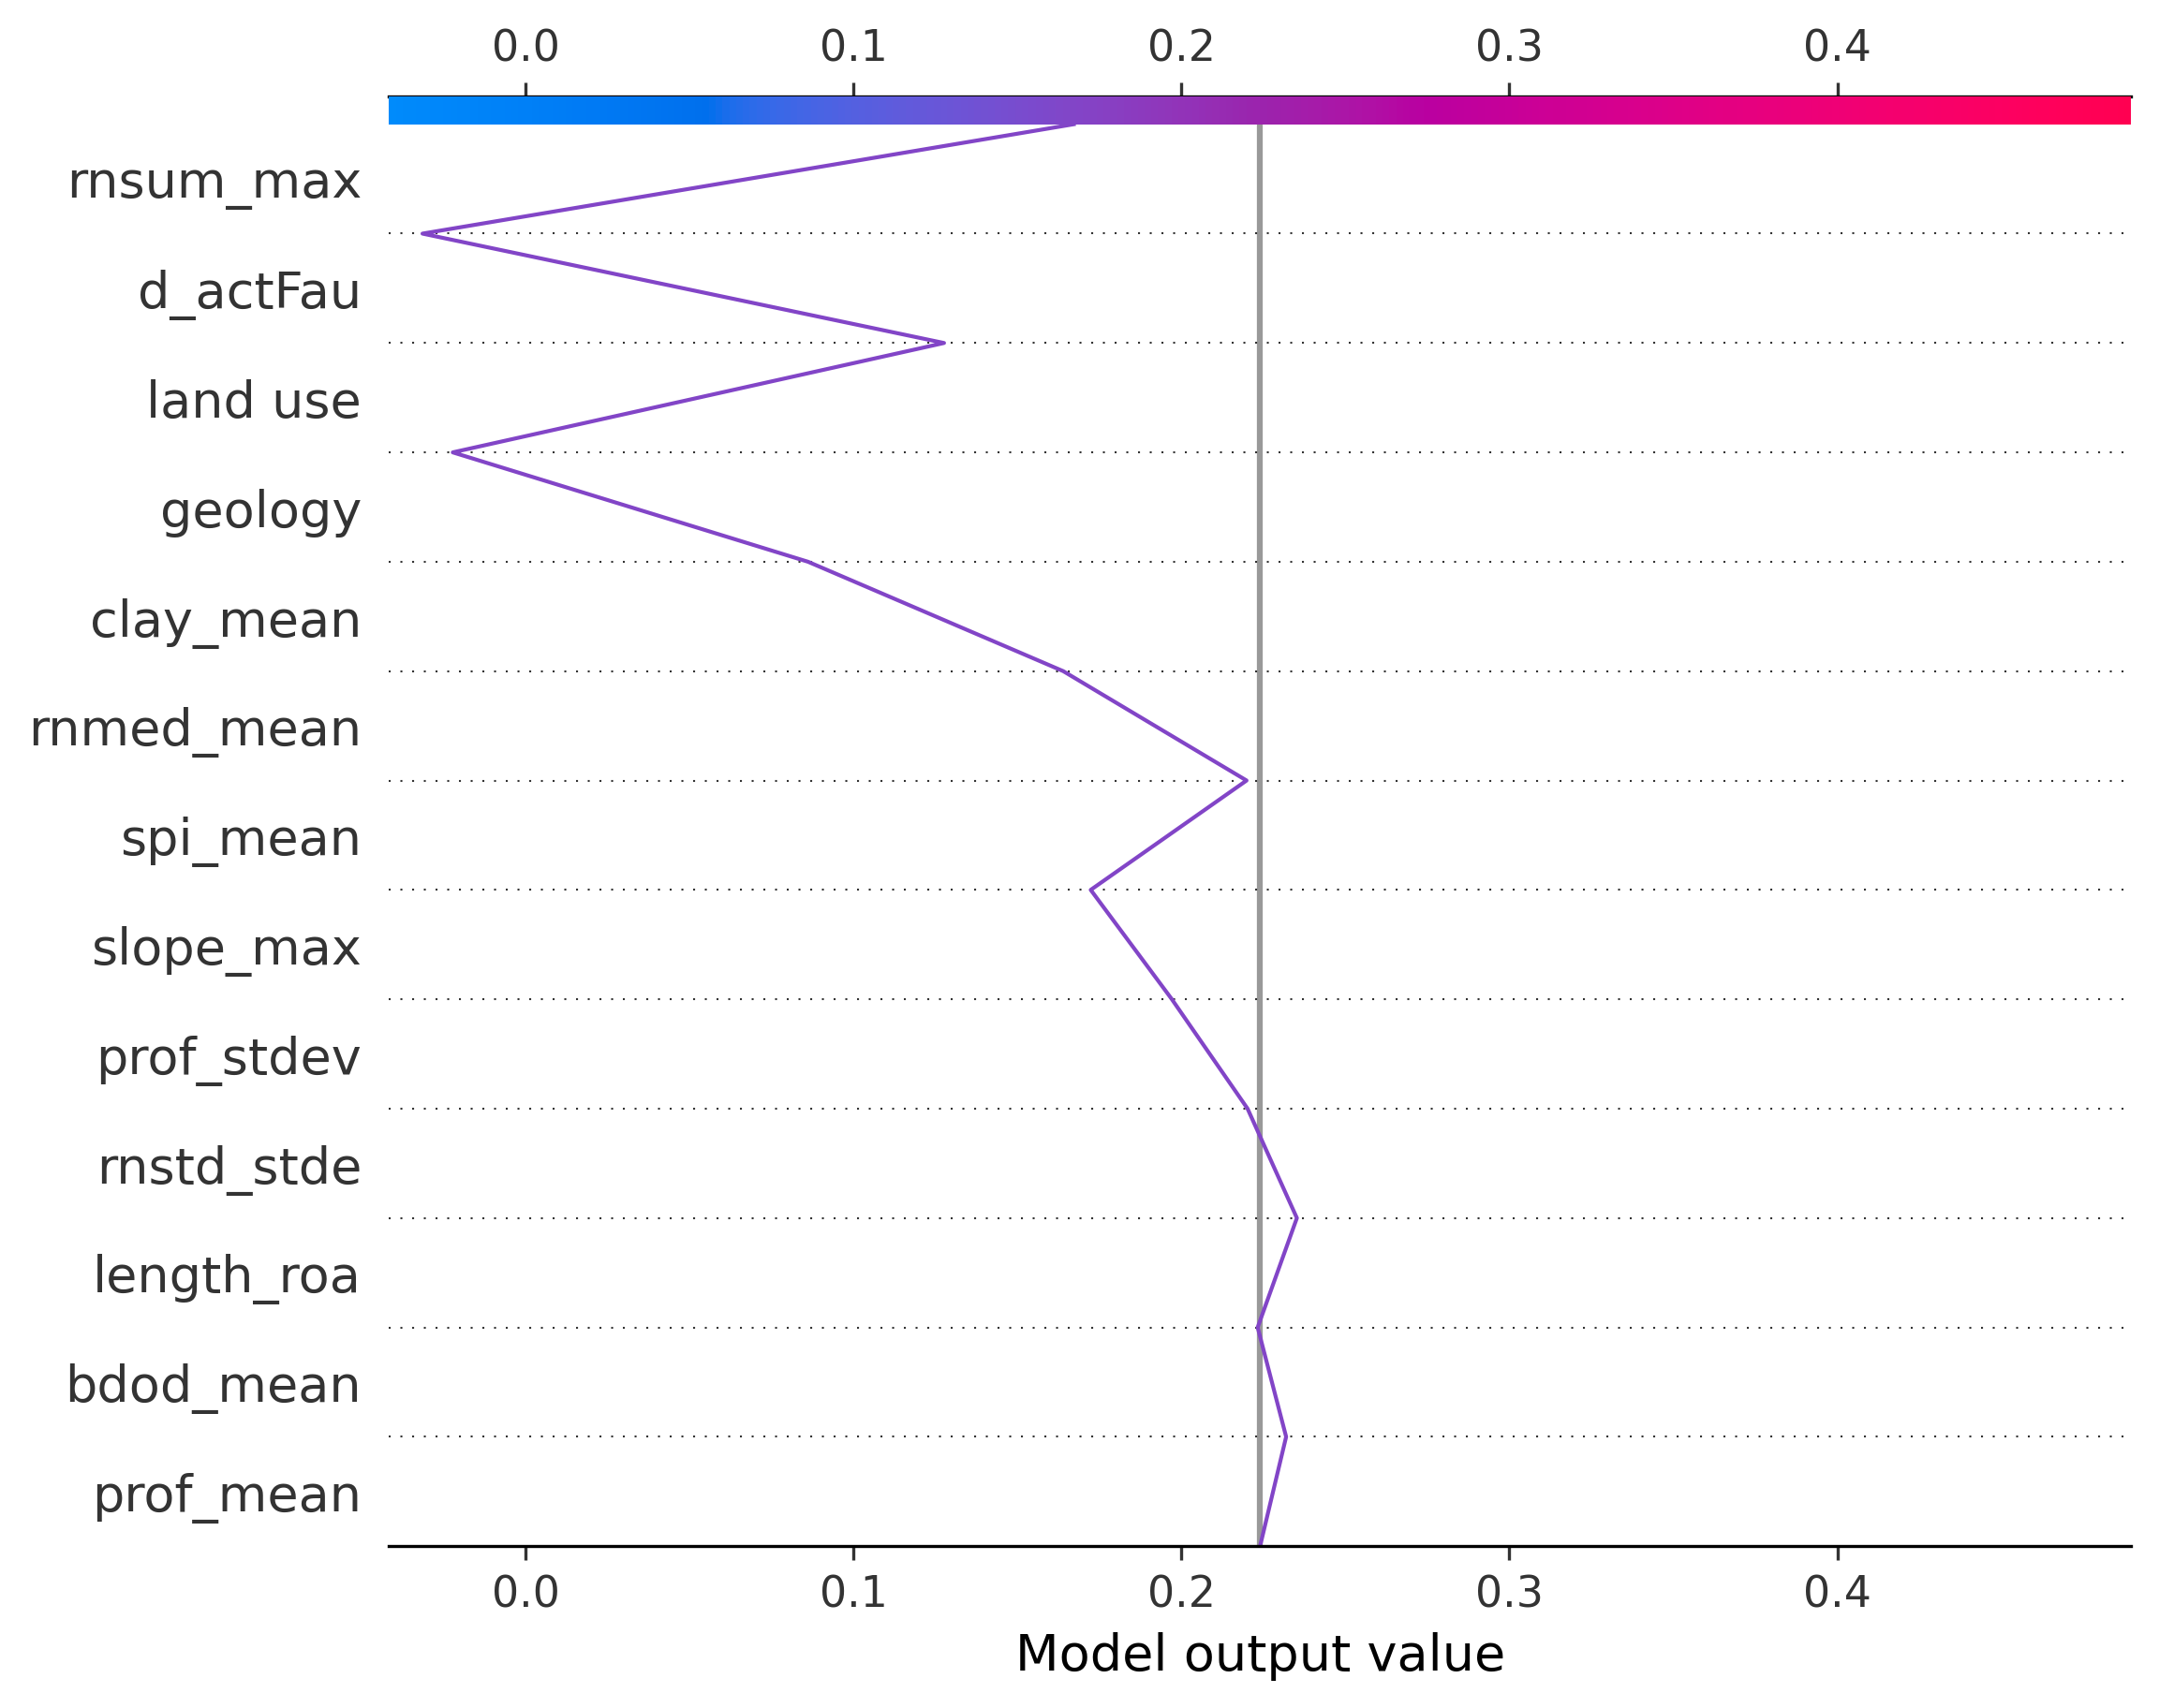 0.0 0.1 0.2 0.3 0.4
rnsum_max
d_actFau
land use
geology
clay_mean
rnmed_mean
spi_mean
slope_max
prof_stdev
rnstd_stde
length_roa
bdod_mean
prof_mean
0.0 0.1 0.2 0.3 0.4
Model output value